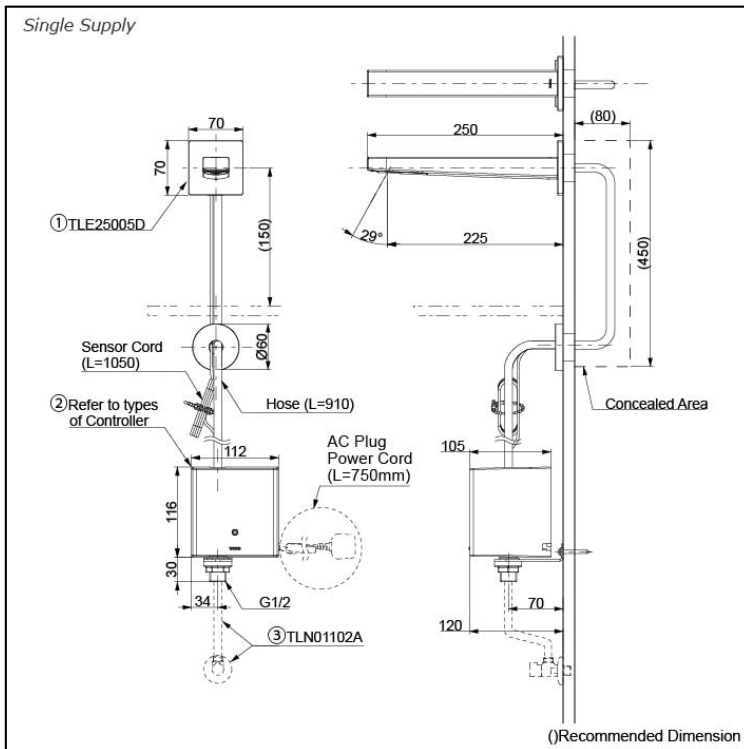 Single Supply
70
70
①TLE25005D
(150)
Ø60
Sensor Cord
(L=1050)
Hose (L=910)
②Refer to types
of Controller
112
AC Plug
Power Cord
(L=750mm)
116
30
34
G1/2
③TLN01102A
(80)
250
29°
225
(450)
Concealed Area
105
70
120
()Recommended Dimension